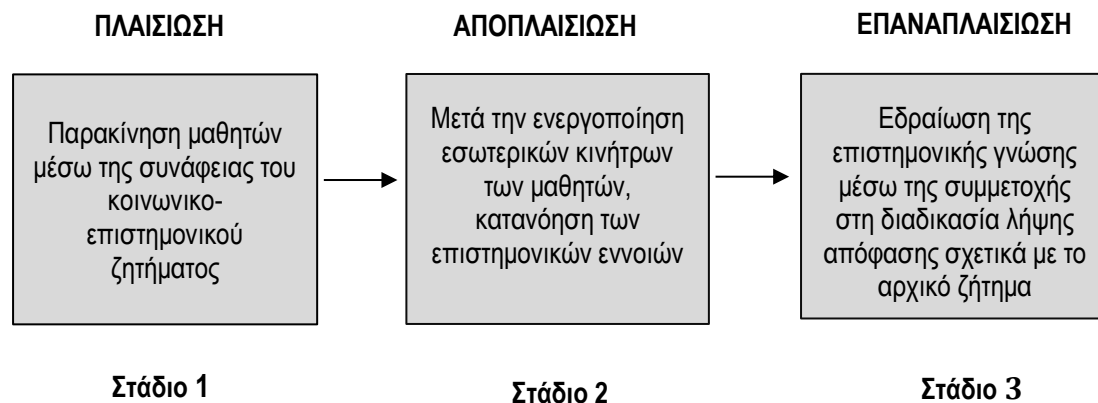 ΠΛΑΙΣΙΩΣΗ
ΑΠΟΠΛΑΙΣΙΩΣΗ
ΕΠΑΝΑΠΛΑΙΣΙΩΣΗ
Παρακίνηση μαθητών
μέσω της συνάφειας του
κοινωνικο-
επιστημονικού
ζητήματος
Μετά την ενεργοποίηση
εσωτερικών κινήτρων
των μαθητών,
κατανόηση των
επιστημονικών εννοιών
Εδραίωση της
επιστημονικής γνώσης
μέσω της συμμετοχής
στη διαδικασία λήψης
απόφασης σχετικά με το
αρχικό ζήτημα
Στάδιο 1
Στάδιο 2
Στάδιο 3